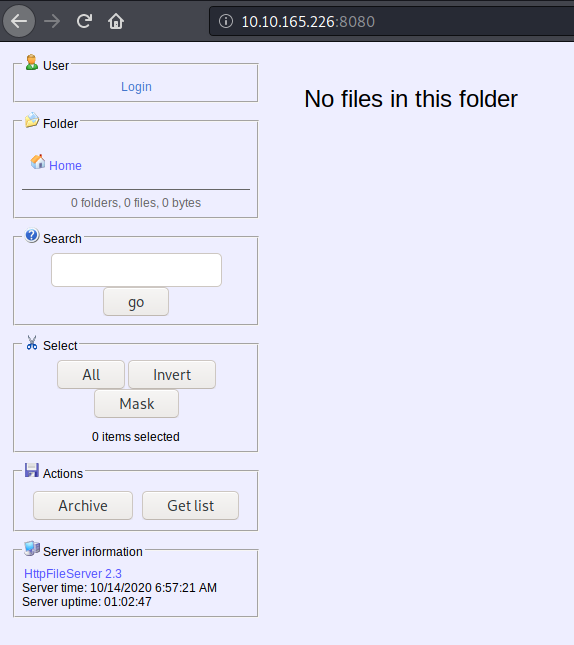 10.10.165.226:8080
User
Login
No files in this folder
Folder
Home
0 folders, 0 files, 0 bytes
Search
go
Select
All Invert
Mask
0 items selected
Actions
Archive Get list
Server information
HttpFileServer 2.3
Server time: 10/14/2020 6:57:21 AM
Server uptime: 01:02:47